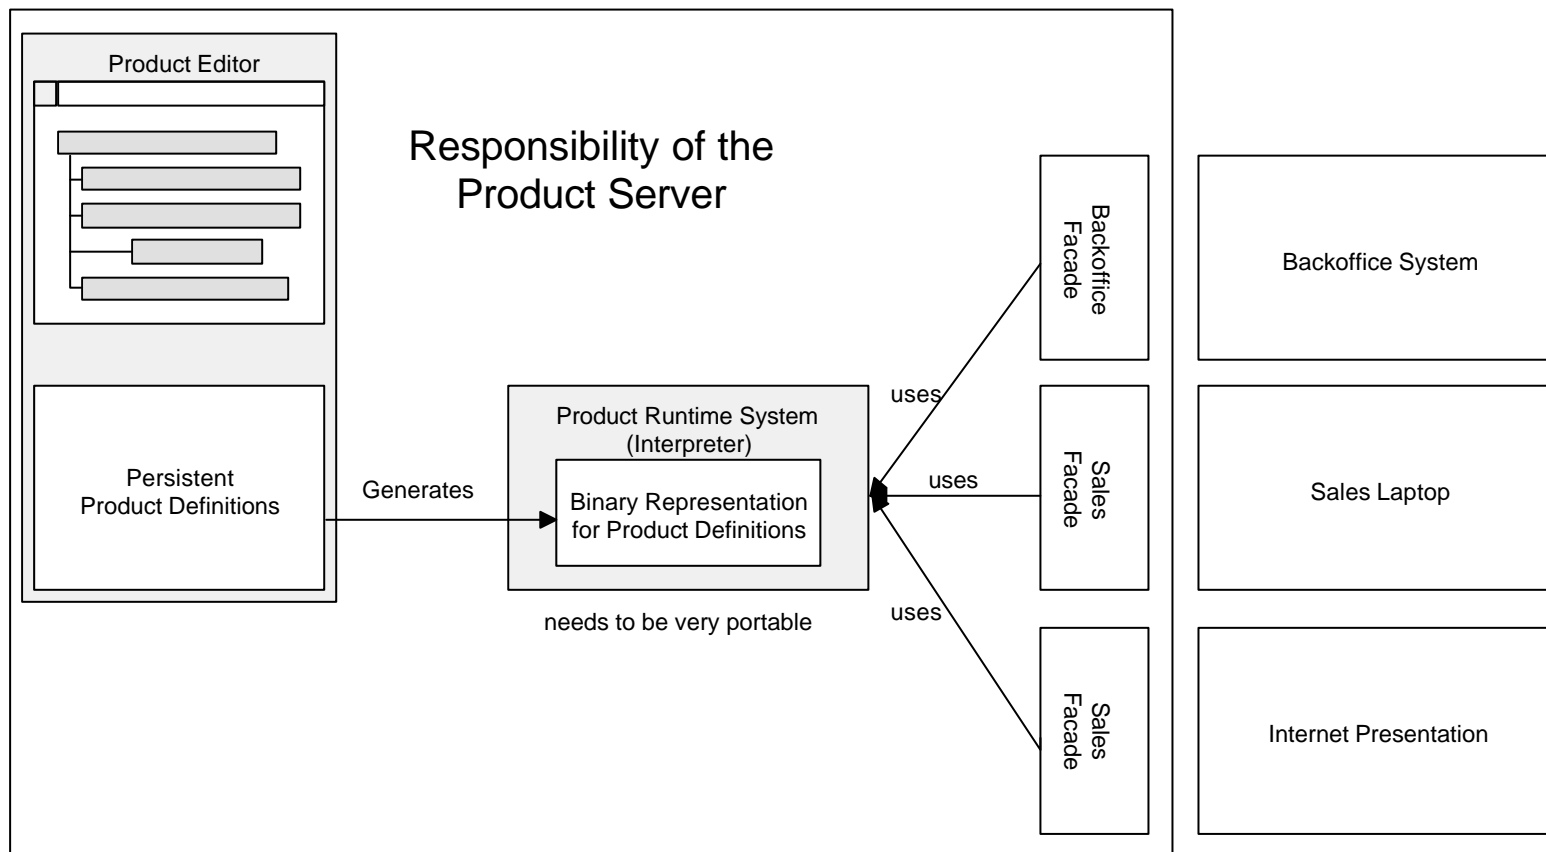 Product Editor
Responsibility of the
Product Server
Backoffice
Facade
Backoffice System
uses
Product Runtime System
(Interpreter)
Persistent
Product Definitions
Generates
Binary Representation
for Product Definitions
uses
Sales
Facade
Sales Laptop
needs to be very portable
uses
Sales
Facade
Internet Presentation